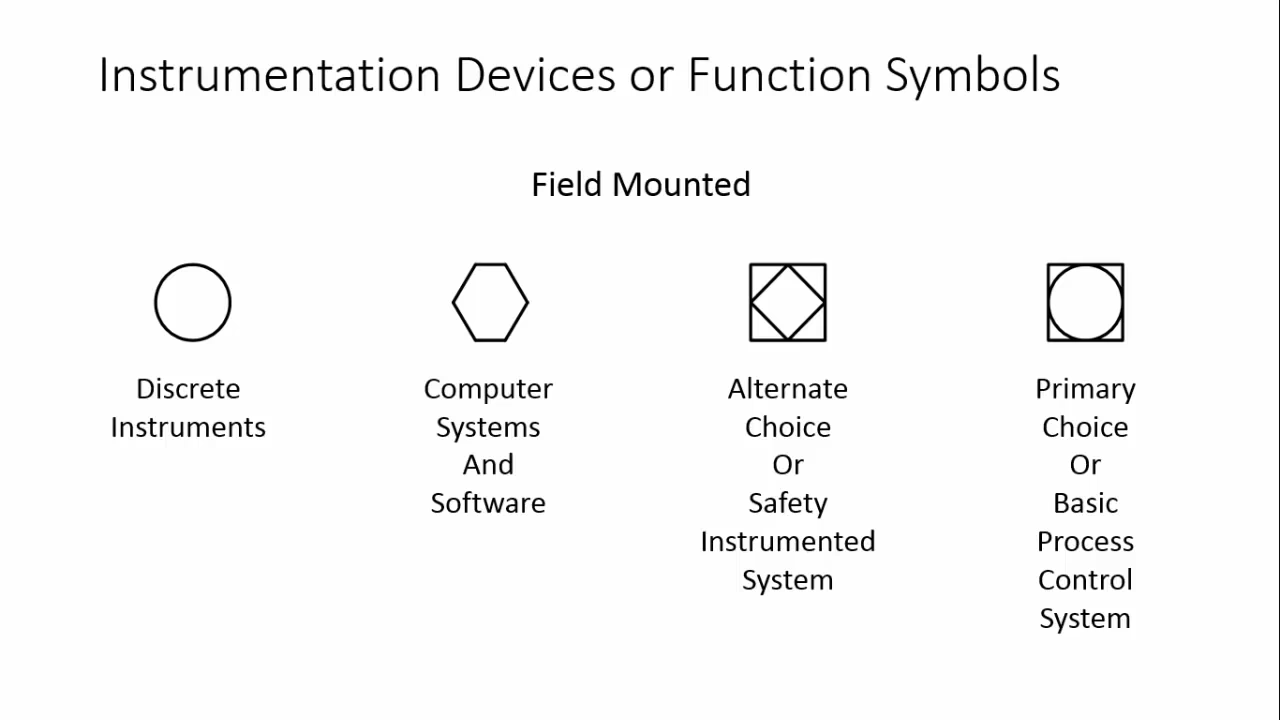 Instrumentation Devices or Function Symbols
Field Mounted
Discrete
Instruments
Computer
Systems
And
Software
Alternate
Choice
Or
Safety
Instrumented
System
Primary
Choice
Or
Basic
Process
Control
System